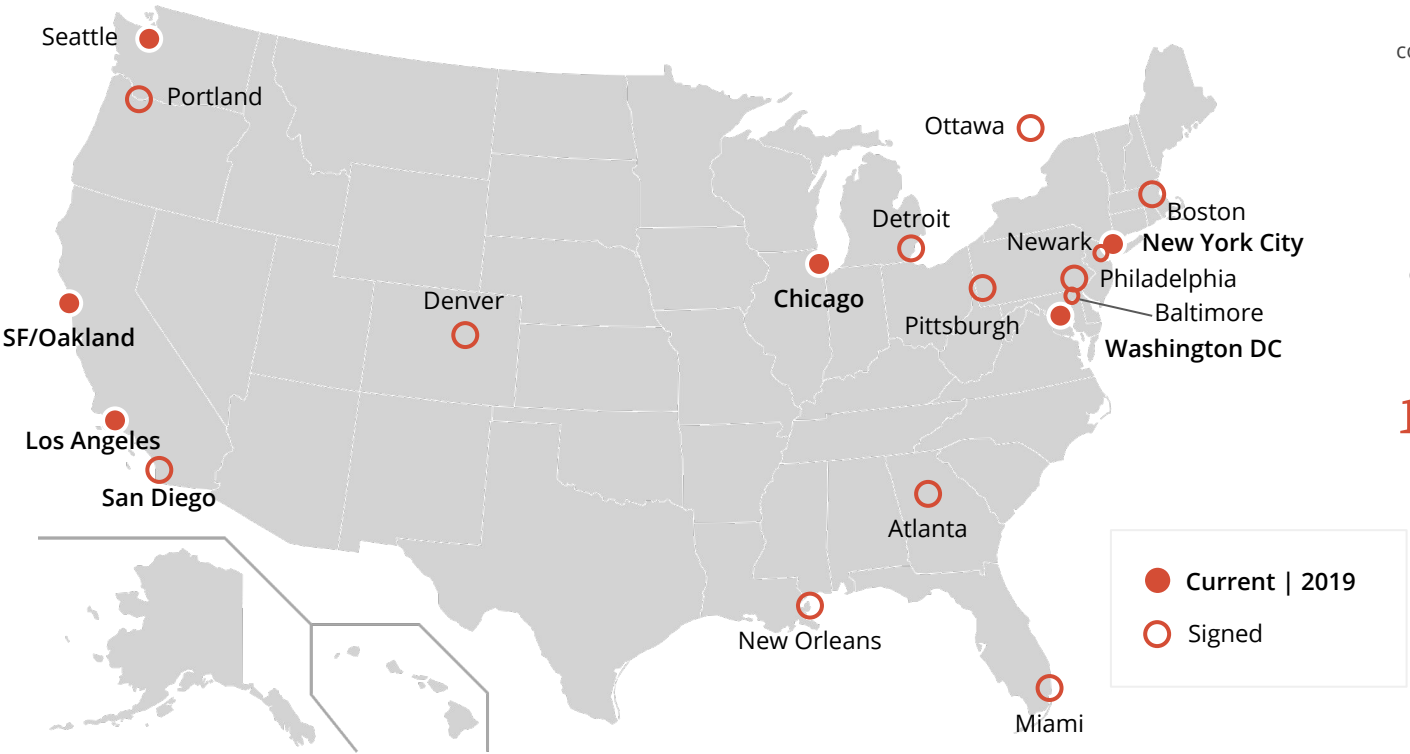 Seattle
Portland
Ottawa
Boston
Detroit
Newark
New York City
Philadelphia
Denver
Chicago
Baltimore
Pittsburgh
SF/Oakland
Washington DC
Los Angeles
San Diego
Atlanta
Current | 2019
Signed
New Orleans
Miami